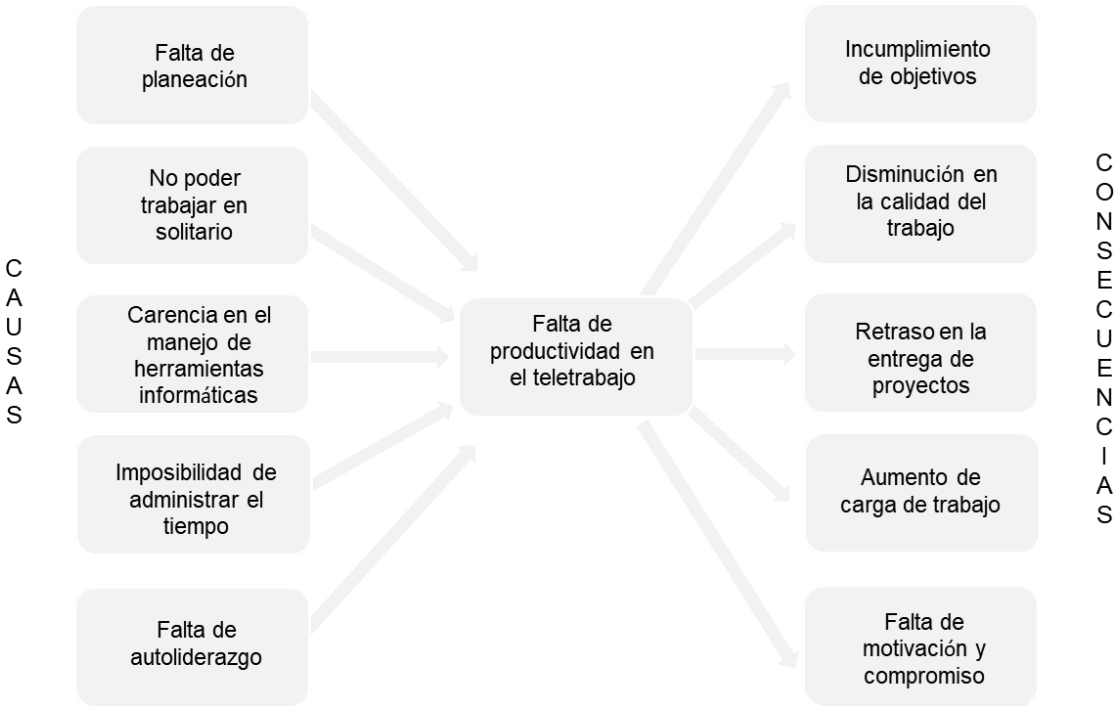 CAUSAS
Falta de
planeación
No poder
trabajar en
solitario
Carencia en el
manejo de
herramientas
informáticas
Imposibilidad de
administrar el
tiempo
Falta de
autoliderazgo
Falta de
productividad en
el teletrabajo
Incumplimiento
de objetivos
Disminución en
la calidad del
trabajo
Retraso en la
entrega de
proyectos
Aumento de
carga de trabajo
Falta de
motivación y
compromiso
CONSECUENCIAS